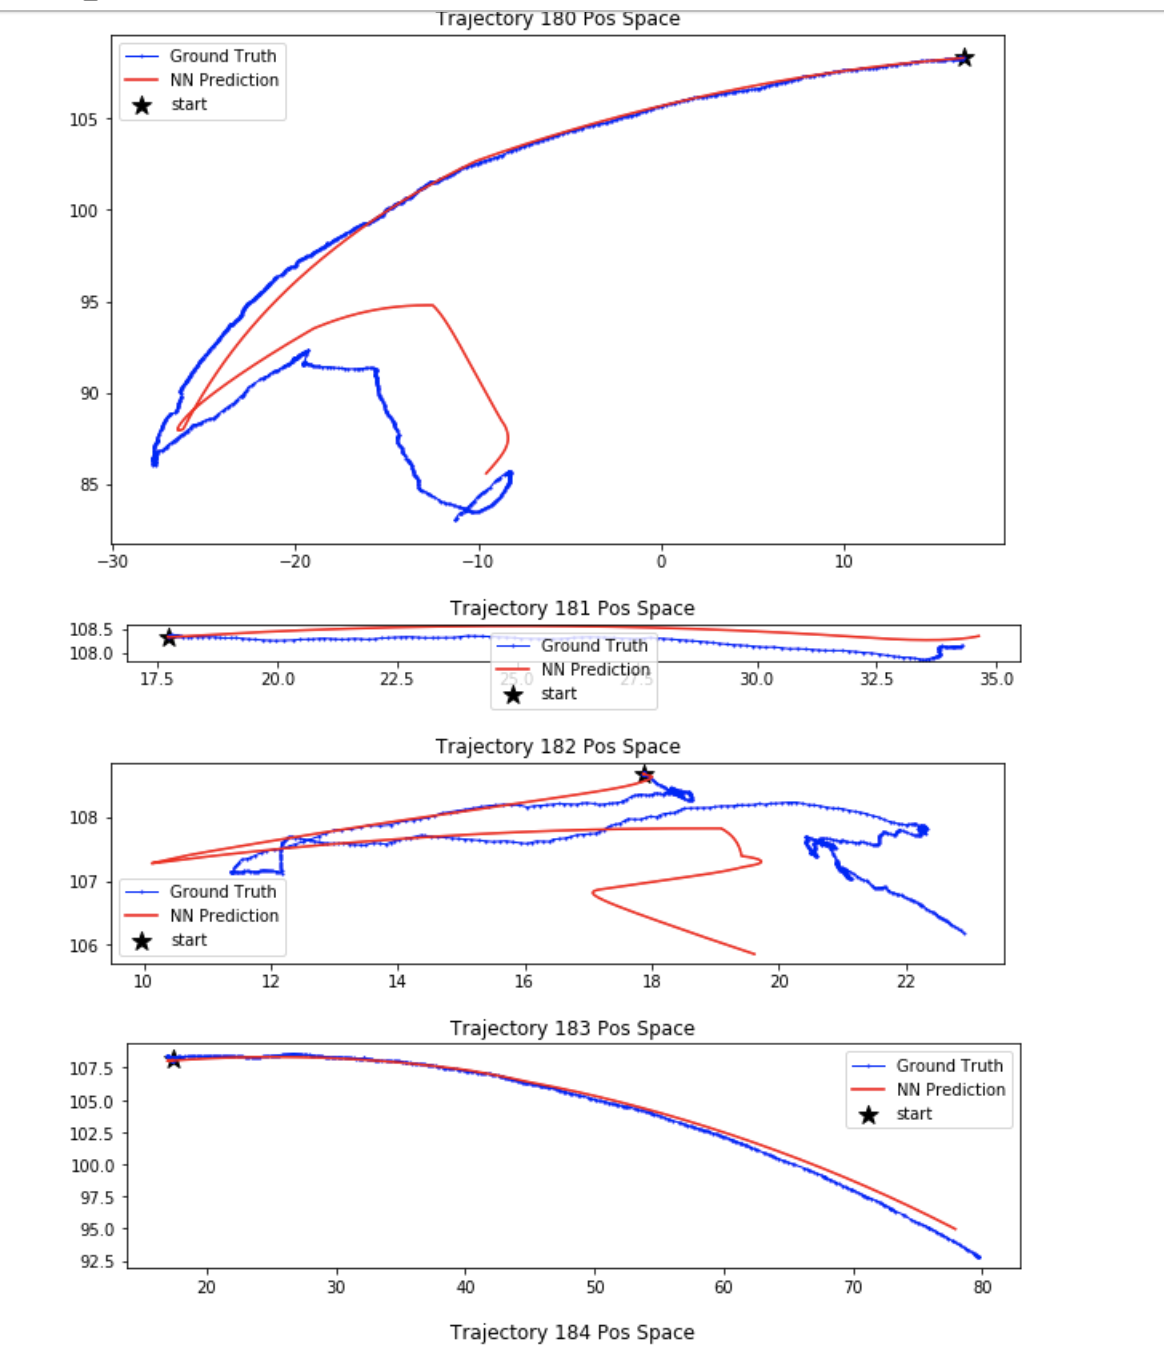 Trajectory 180 Pos Space
Ground Truth
NN Prediction
start
105
100
95
90
85
−30 −20 −10 0 10
Trajectory 181 Pos Space
108.5
108.0
Ground Truth
NN Prediction
start
17.5 20.0 22.5 25.0 27.5 30.0 32.5 35.0
Trajectory 182 Pos Space
108
107
106
Ground Truth
NN Prediction
start
10 12 14 16 18 20 22
Trajectory 183 Pos Space
Ground Truth
NN Prediction
start
107.5
105.0
102.5
100.0
97.5
95.0
92.5
20 30 40 50 60 70 80
Trajectory 184 Pos Space